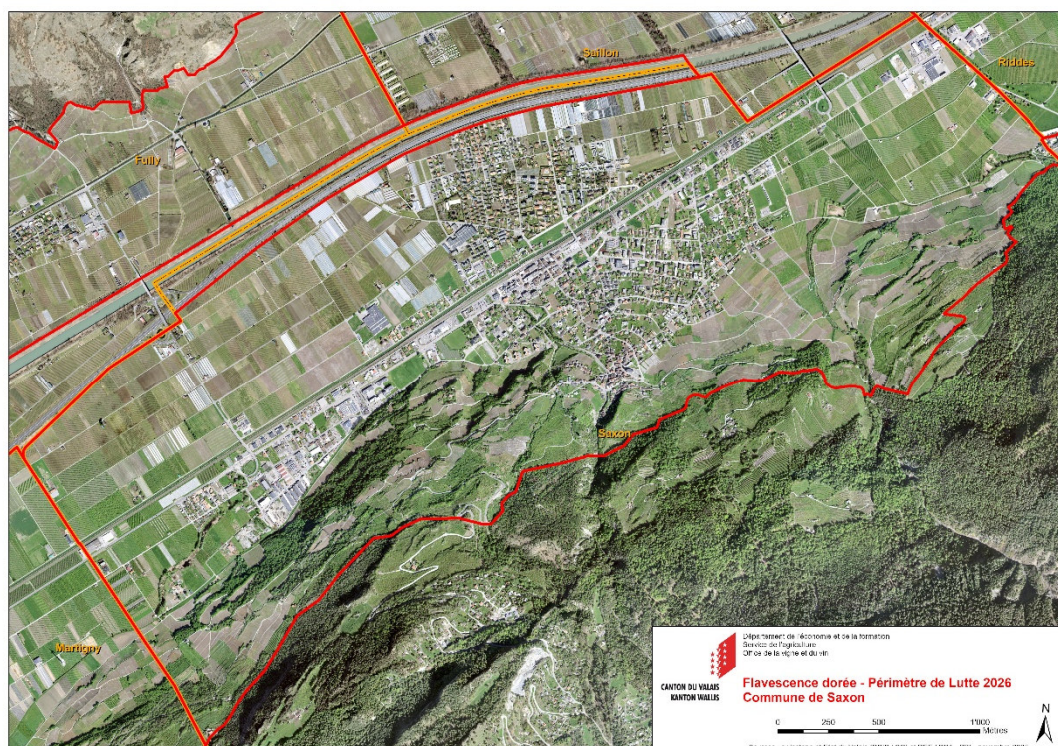 Saillon
Riddes
Fully
Saxon
Martigny
Département de l'économie et de la formation
Service de l'agriculture
Office de la vigne et du vin
CANTON DU VALAIS
KANTON WALLIS
Flavescence dorée - Périmètre de Lutte 2026
Commune de Saxon
N
0 250 500 1'000
Mètres